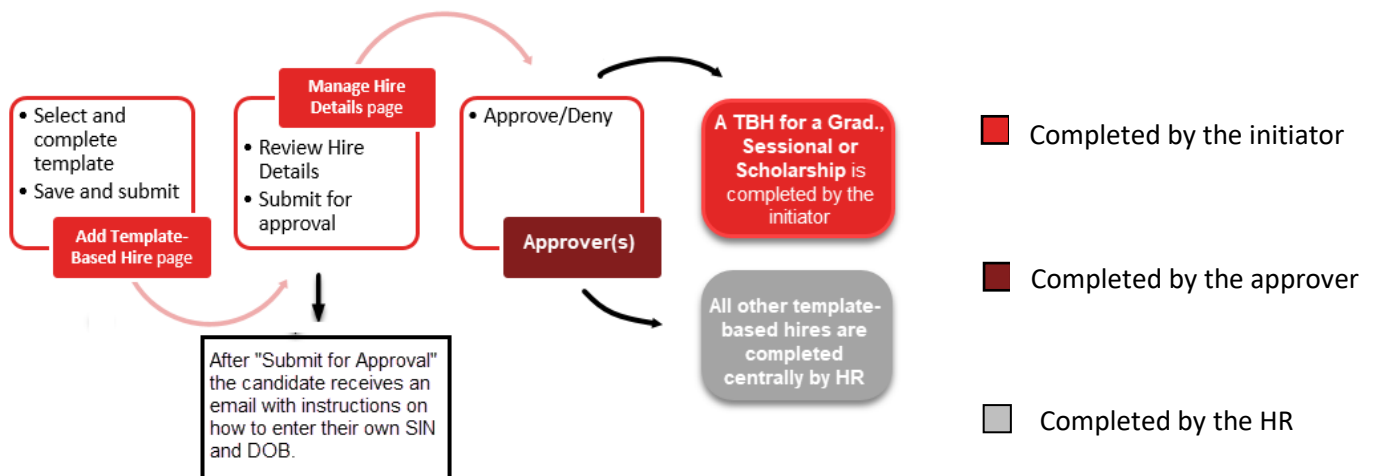 • Select and
complete
template
• Save and submit
Add Template-
Based Hire page
Manage Hire
Details page
• Review Hire
Details
• Submit for
approval
After "Submit for Approval"
the candidate receives an
email with instructions on
how to enter their own SIN
and DOB.
• Approve/Deny
Approver(s)
A TBH for a Grad.,
Sessional or
Scholarship is
completed by the
initiator
All other template-
based hires are
completed
centrally by HR
Completed by the initiator
Completed by the approver
Completed by the HR